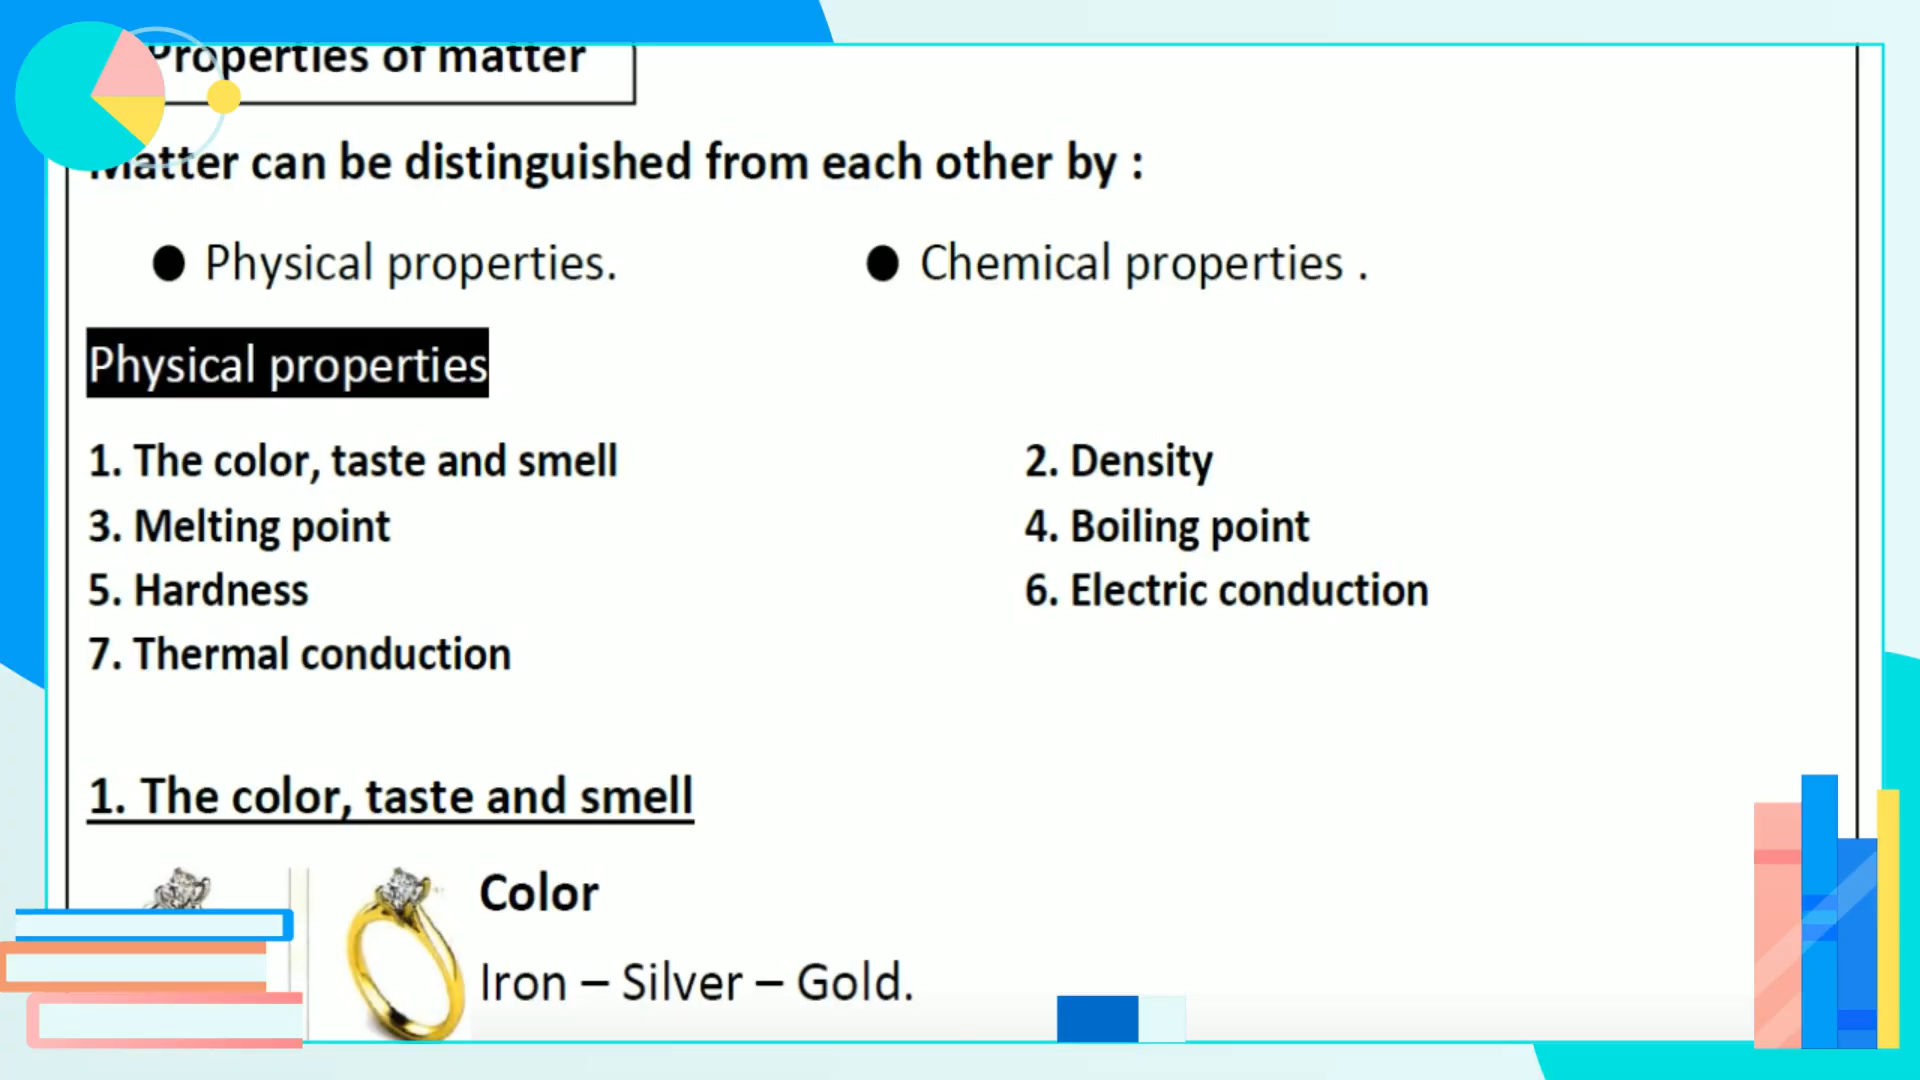 Properties of matter
Matter can be distinguished from each other by :
● Physical properties. ● Chemical properties .
Physical properties
1. The color, taste and smell 2. Density
3. Melting point 4. Boiling point
5. Hardness 6. Electric conduction
7. Thermal conduction
1. The color, taste and smell
Color
Iron – Silver – Gold.